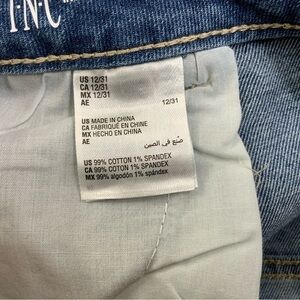 I·N·C
US 12/31
CA 12/31
MX 12/31
AE 12/31
US MADE IN CHINA
CA FABRIQUÉ EN CHINE
MX HECHO EN CHINA
AE صنع في الصين
US 99% COTTON 1% SPANDEX
CA 99% COTTON 1% SPANDEX
MX 99% algodón 1% spándex